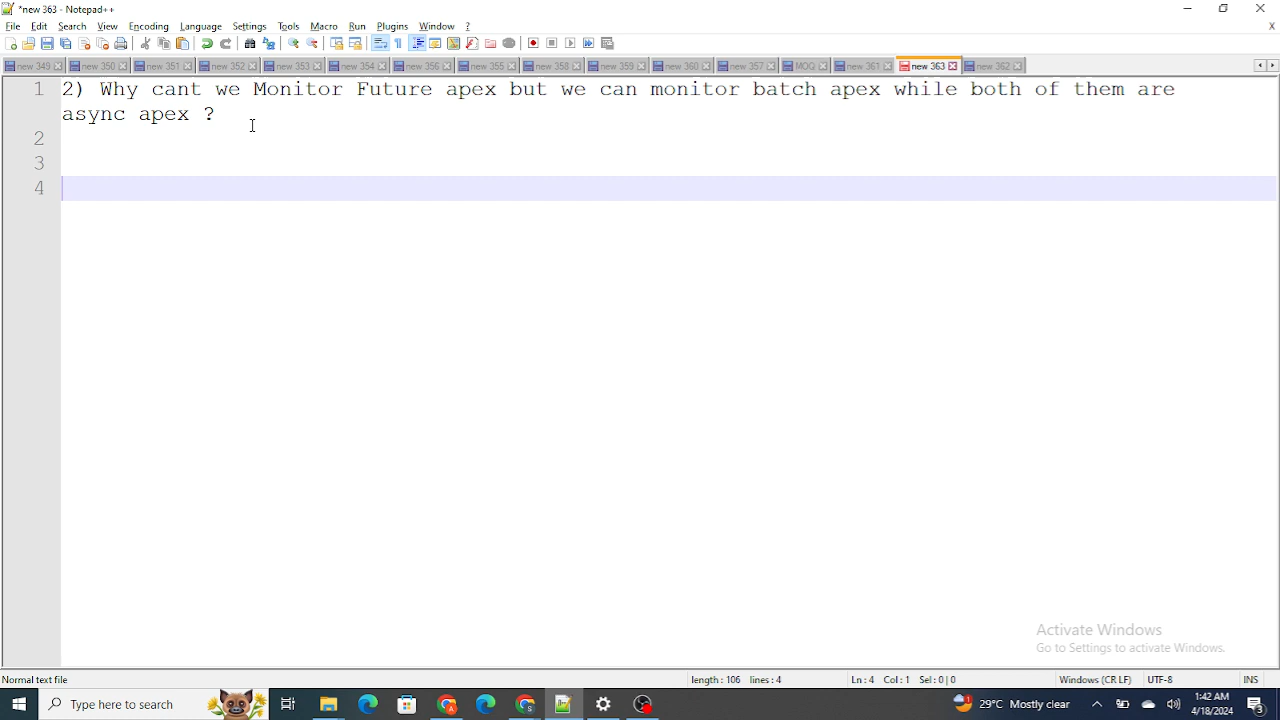 *new 363 - Notepad++
File Edit Search View Encoding Language Settings Tools Macro Run Plugins Window ?
new 349 new 350 new 351 new 352 new 353 new 354 new 356 new 355 new 358 new 359 new 360 new 357 MOQ new 361 new 363 new 362
1 2) Why cant we Monitor Future apex but we can monitor batch apex while both of them are
async apex ?
2
3
4
Activate Windows
Go to Settings to activate Windows.
Normal text file length : 106 lines : 4 Ln : 4 Col : 1 Sel : 0 | 0 Windows (CR LF) UTF-8 INS
Type here to search 29°C Mostly clear 1:42 AM
4/18/2024